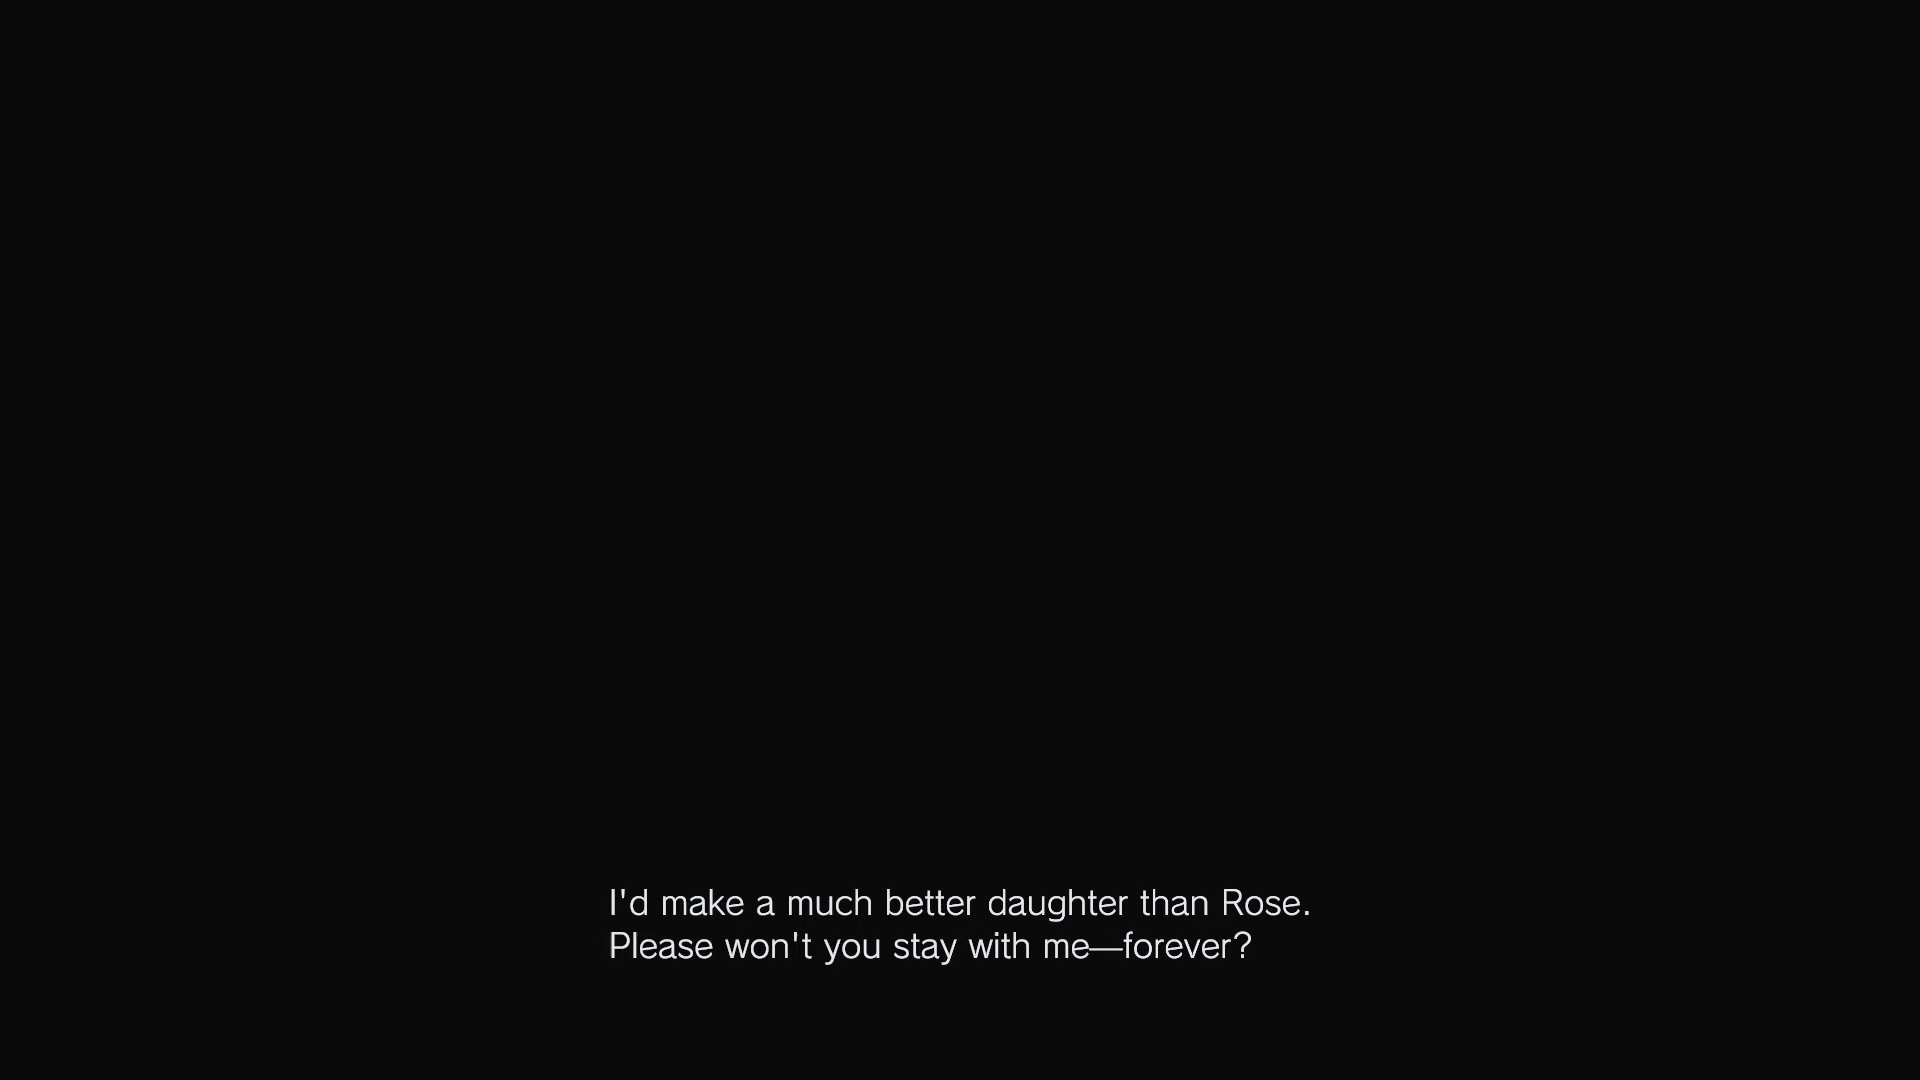 I'd make a much better daughter than Rose.
Please won't you stay with me—forever?